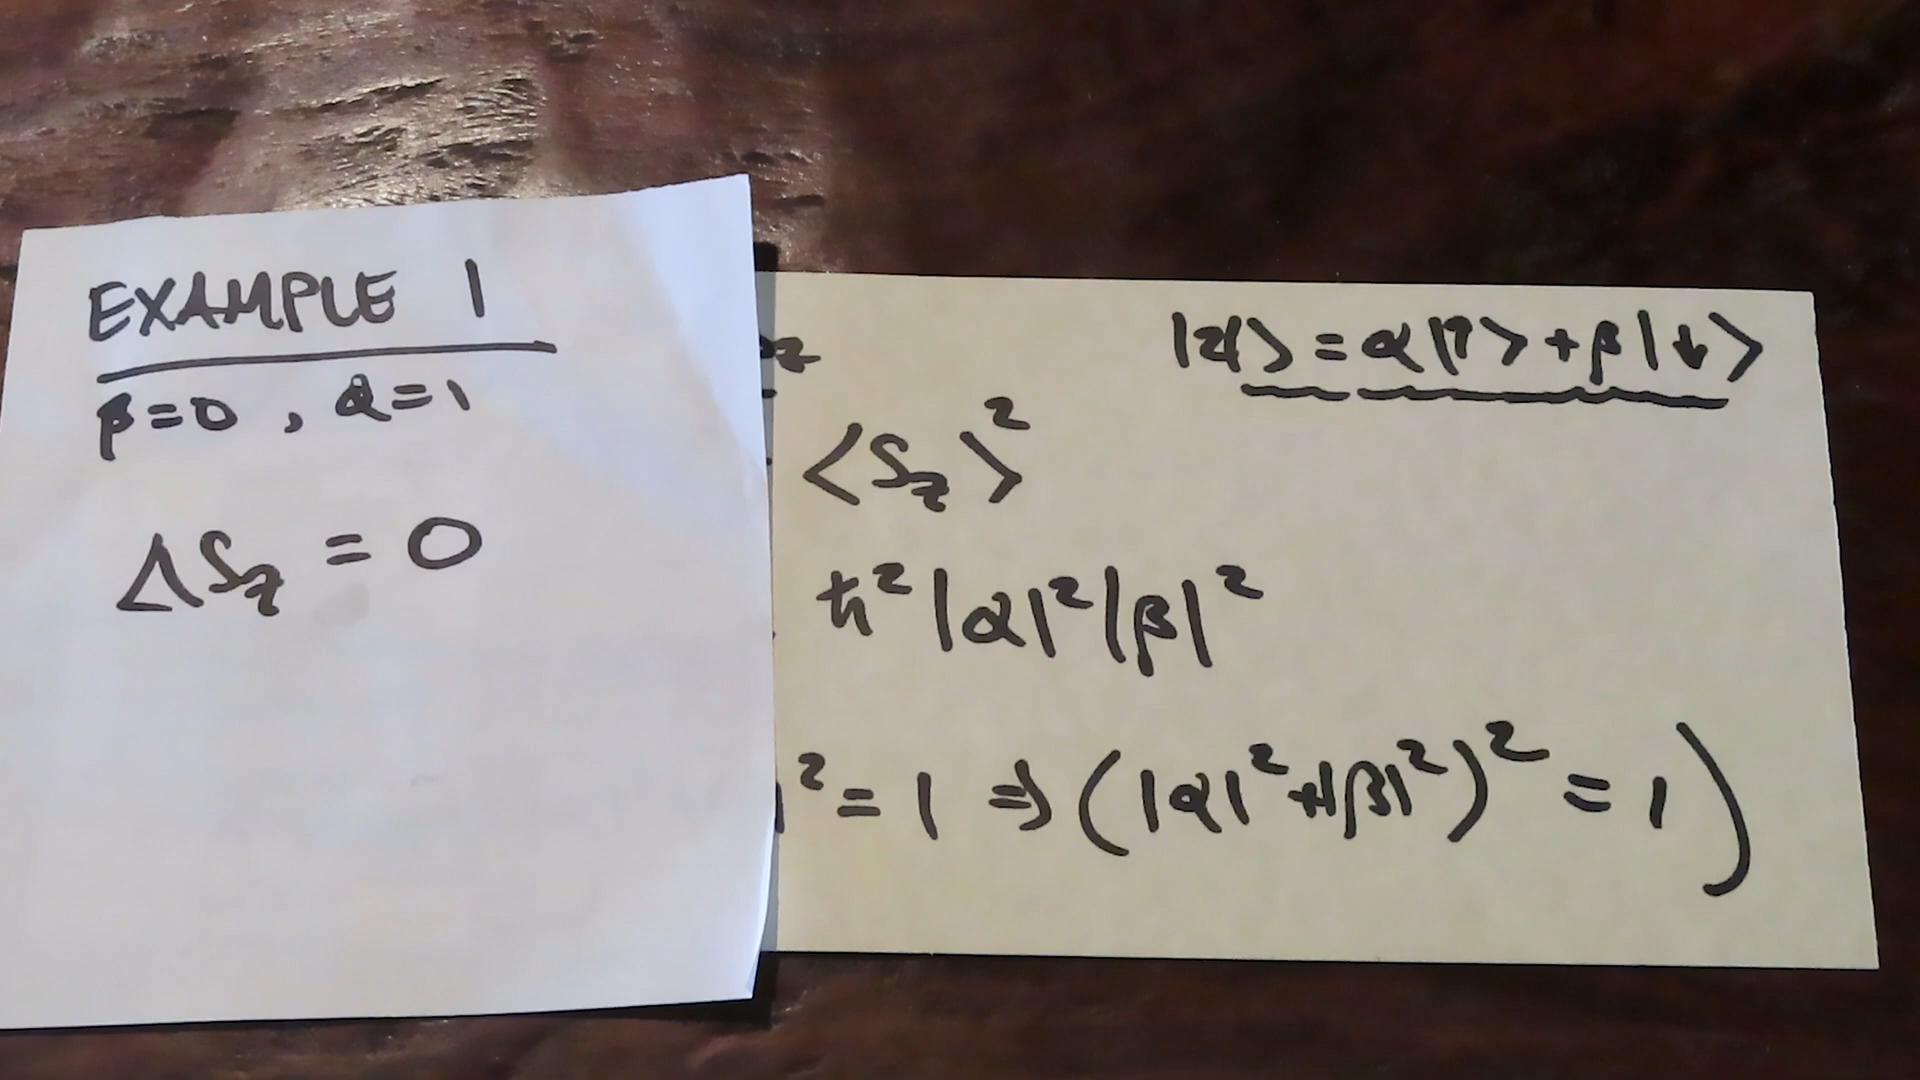 EXAMPLE 1
β=0, α=1
ΔS_z = 0
|ψ> = α|↑> + β|↓>
<S_z>²
ħ²|α|²|β|²
² = 1 ⇒ (|α|²+|β|²)² = 1)